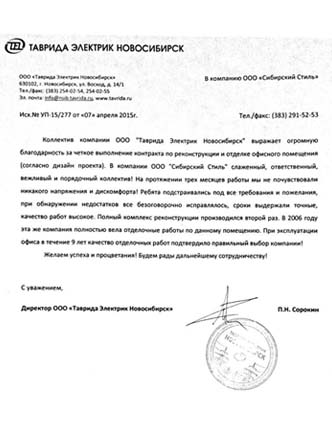 TEL ТАВРИДА ЭЛЕКТРИК НОВОСИБИРСК
ООО «Таврида Электрик Новосибирск»
630102, г. Новосибирск, ул. Восход, д. 14/1
Тел./факс: (383) 254-02-54, 254-02-55
Эл. почта: info@nsib.tavrida.ru, www.tavrida.ru
В компанию ООО «Сибирский Стиль»
Исх.№ УП-15/277 от «07» апреля 2015г.
Тел./факс: (383) 291-52-53
Коллектив компании ООО "Таврида Электрик Новосибирск" выражает огромную
благодарность за четкое выполнение контракта по реконструкции и отделке офисного помещения
(согласно дизайн проекта). В компании ООО "Сибирский Стиль" слаженный, ответственный,
вежливый и порядочный коллектив! На протяжении трех месяцев работы мы не почувствовали
никакого напряжения и дискомфорта! Ребята подстраивались под все требования и пожелания,
при обнаружении недостатков все безоговорочно исправлялось, сроки выдержали точные,
качество работ высокое. Полный комплекс реконструкции производился второй раз. В 2006 году
эта же компания полностью вела отделочные работы по данному помещению. При эксплуатации
офиса в течение 9 лет качество отделочных работ подтвердило правильный выбор компании!
Желаем успеха и процветания! Будем рады дальнейшему сотрудничеству!
С уважением,
Директор ООО «Таврида Электрик Новосибирск»
П.Н. Сорокин